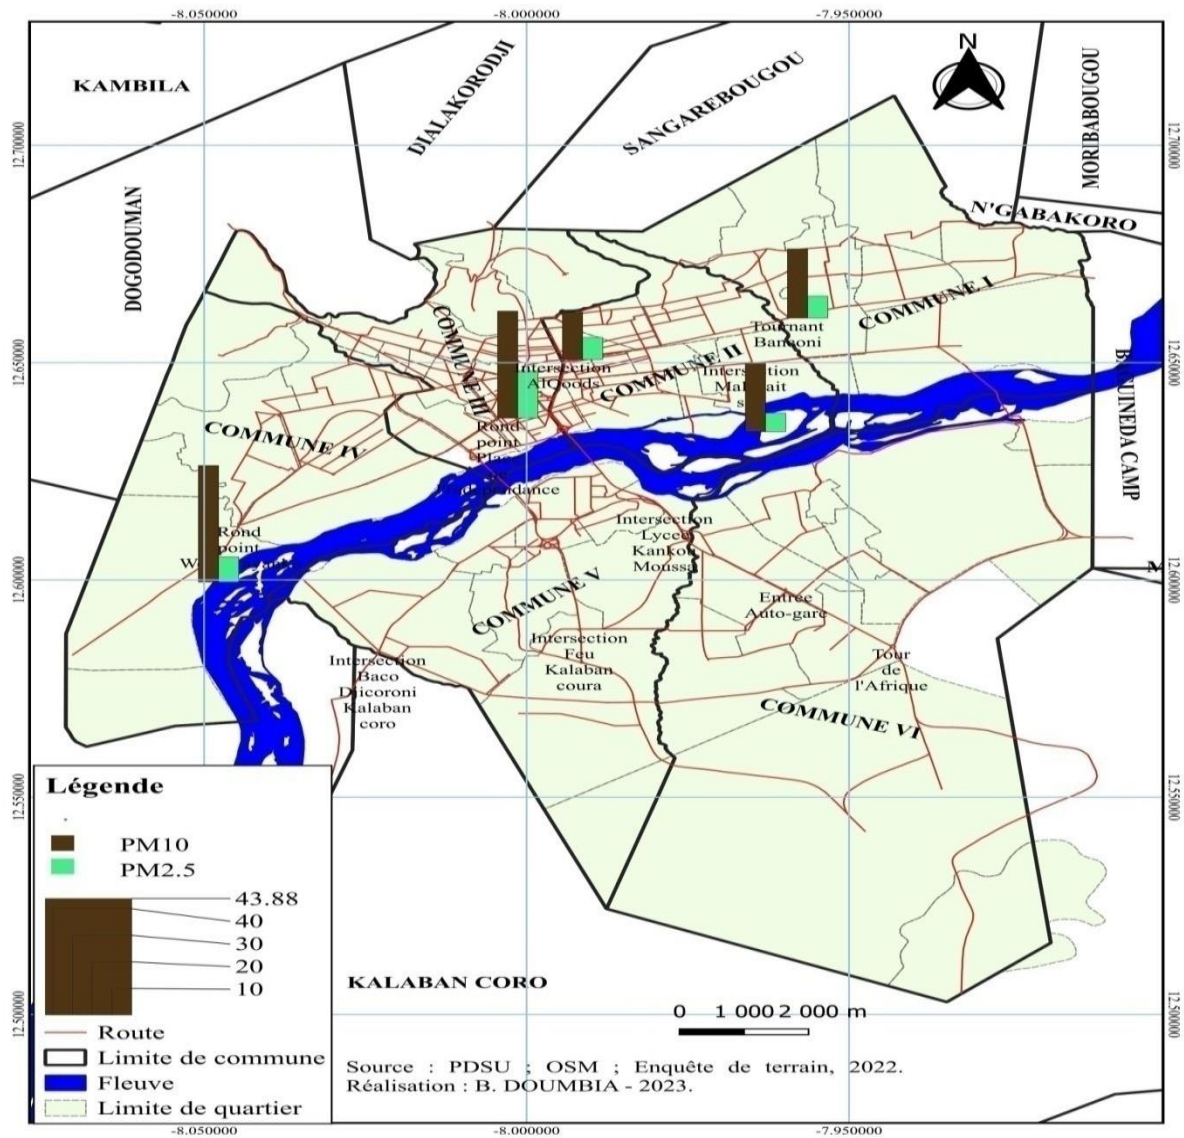 -8.050000
-8.000000
-7.950000
N
KAMBILA
DIALAKORODJI
SANGAREBOUGOU
MORIBABOUGOU
12.700000
12.700000
DOGODOUMAN
N'GABAKORO
COMMUNE I
Tournant
Banconi
COMMUNE III
COMMUNE II
12.650000
12.650000
Intersection
AlQoods
Intersection
COMMUNE IV
Rond
point
BAGUINEDA CAMP
Rond
point
Intersection
Lycee
Kankou
Moussa
12.600000
12.600000
M
COMMUNE V
Entrée
Auto-gare
Intersection
Feu
Kalaban
coura
Intersection
Baco
Djicoroni
Kalaban
coro
Tour
de
l'Afrique
COMMUNE VI
12.550000
12.550000
Légende
PM10
PM2.5
43.88
40
30
20
10
Route
Limite de commune
Fleuve
Limite de quartier
KALABAN CORO
12.500000
12.500000
0 1 000 2 000 m
Source : PDSU ; OSM ; Enquête de terrain, 2022.
Réalisation : B. DOUMBIA - 2023.
-8.050000
-8.000000
-7.950000